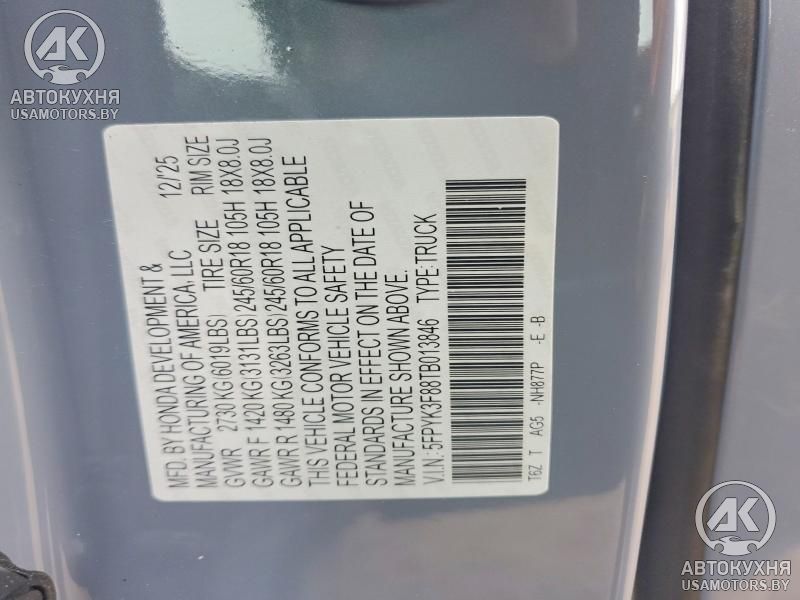 AK
АВТОКУХНЯ
USAMOTORS.BY
MFD. BY HONDA DEVELOPMENT &
MANUFACTURING OF AMERICA, LLC 12/'25
GVWR 2730 KG(6019LBS) TIRE SIZE RIM SIZE
GAWR F 1420 KG(3131LBS) 245/60R18 105H 18X8.0J
GAWR R 1480 KG(3263LBS) 245/60R18 105H 18X8.0J
THIS VEHICLE CONFORMS TO ALL APPLICABLE
FEDERAL MOTOR VEHICLE SAFETY
STANDARDS IN EFFECT ON THE DATE OF
MANUFACTURE SHOWN ABOVE.
V.I.N.: 5FPYK3F88TB013846 TYPE:TRUCK
T6Z T AG5 -NH877P -E -B
AK
АВТОКУХНЯ
USAMOTORS.BY